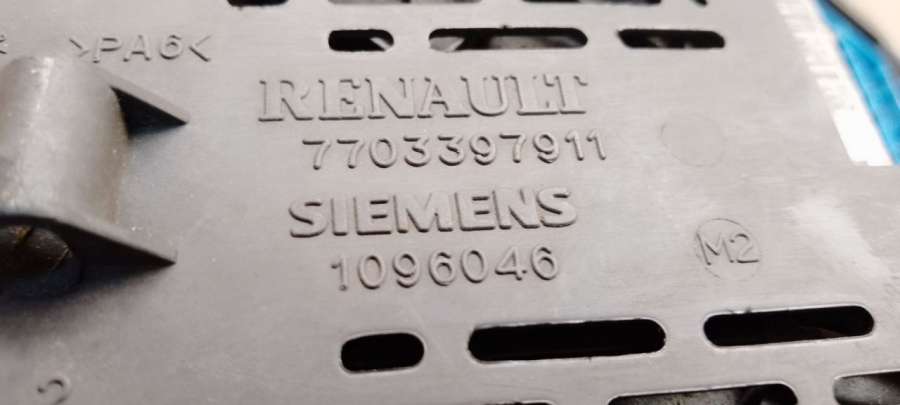 >PA6<
RENAULT
7703397911
SIEMENS
1096046
M2